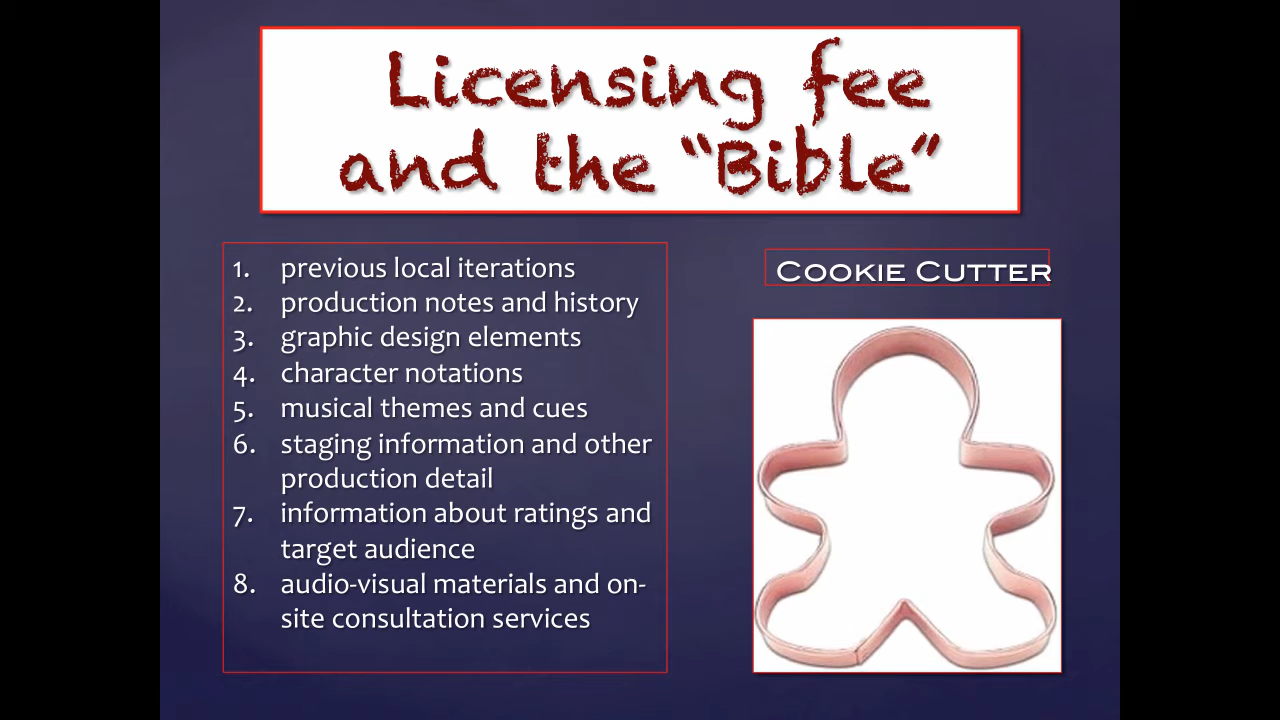 Licensing fee
and the “Bible”
1. previous local iterations
2. production notes and history
3. graphic design elements
4. character notations
5. musical themes and cues
6. staging information and other
production detail
7. information about ratings and
target audience
8. audio-visual materials and on-
site consultation services
Cookie Cutter